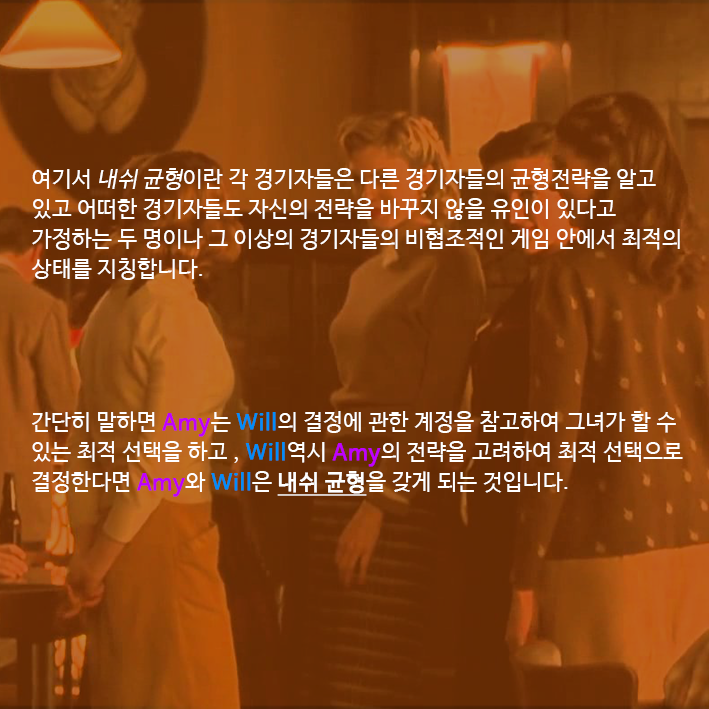 여기서 내쉬 균형이란 각 경기자들은 다른 경기자들의 균형전략을 알고
있고 어떠한 경기자들도 자신의 전략을 바꾸지 않을 유인이 있다고
가정하는 두 명이나 그 이상의 경기자들의 비협조적인 게임 안에서 최적의
상태를 지칭합니다.
간단히 말하면 Amy는 Will의 결정에 관한 계정을 참고하여 그녀가 할 수
있는 최적 선택을 하고 , Will역시 Amy의 전략을 고려하여 최적 선택으로
결정한다면 Amy와 Will은 내쉬 균형을 갖게 되는 것입니다.